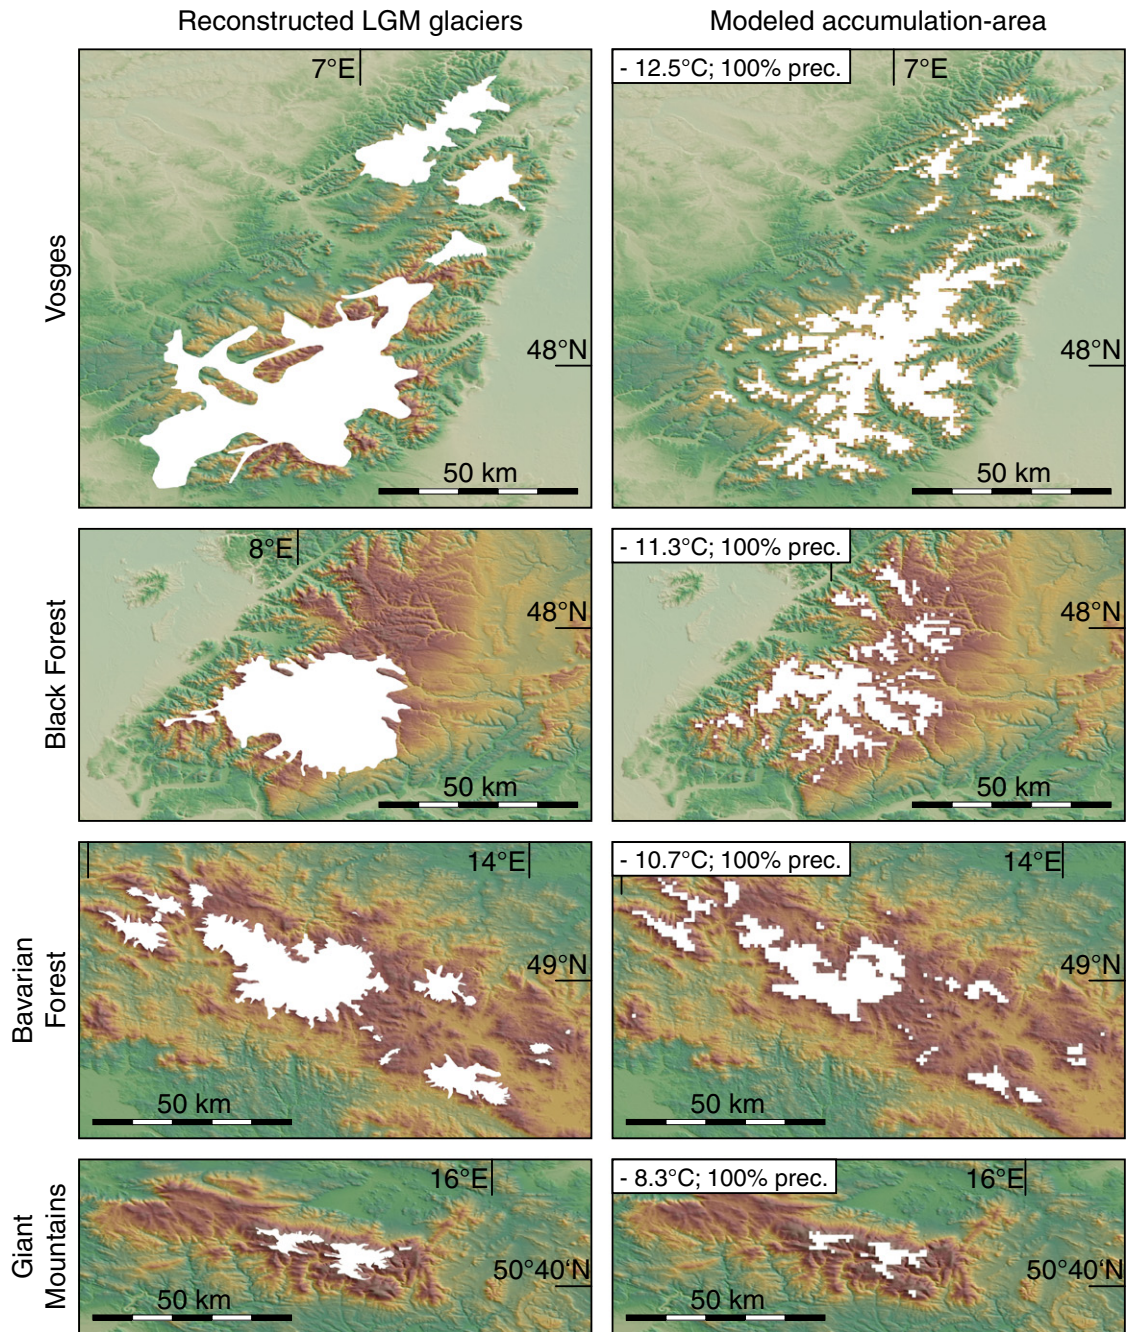 Reconstructed LGM glaciers
Modeled accumulation-area
Vosges
7°E
48°N
50 km
- 12.5°C; 100% prec.
7°E
48°N
50 km
Black Forest
8°E
48°N
50 km
- 11.3°C; 100% prec.
48°N
50 km
Bavarian
Forest
14°E
49°N
50 km
- 10.7°C; 100% prec.
14°E
49°N
50 km
Giant
Mountains
16°E
50°40‘N
50 km
- 8.3°C; 100% prec.
16°E
50°40‘N
50 km